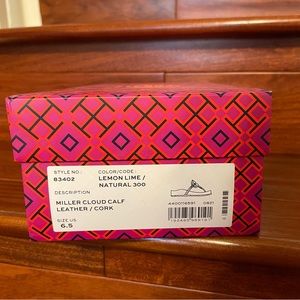 STYLE NO.:
83402
COLOR/CODE:
LEMON LIME /
NATURAL 300
DESCRIPTION
MILLER CLOUD CALF
LEATHER / CORK
SIZE US
6.5
0821